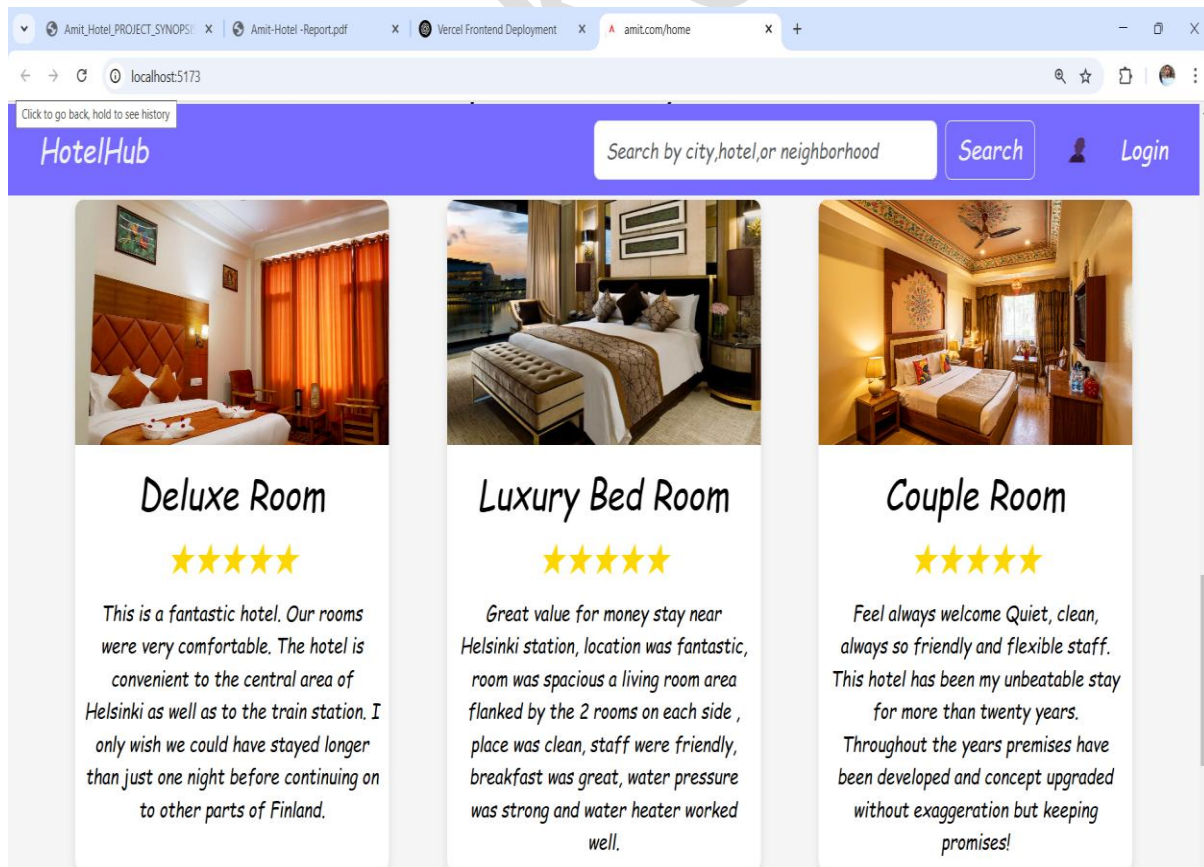 Amit_Hotel_PROJECT_SYNOPSI
Amit-Hotel -Report.pdf
Vercel Frontend Deployment
amit.com/home
localhost:5173
Click to go back, hold to see history
HotelHub
Search by city,hotel,or neighborhood
Search
Login
Deluxe Room
This is a fantastic hotel. Our rooms
were very comfortable. The hotel is
convenient to the central area of
Helsinki as well as to the train station. I
only wish we could have stayed longer
than just one night before continuing on
to other parts of Finland.
Luxury Bed Room
Great value for money stay near
Helsinki station, location was fantastic,
room was spacious a living room area
flanked by the 2 rooms on each side ,
place was clean, staff were friendly,
breakfast was great, water pressure
was strong and water heater worked
well.
Couple Room
Feel always welcome Quiet, clean,
always so friendly and flexible staff.
This hotel has been my unbeatable stay
for more than twenty years.
Throughout the years premises have
been developed and concept upgraded
without exaggeration but keeping
promises!